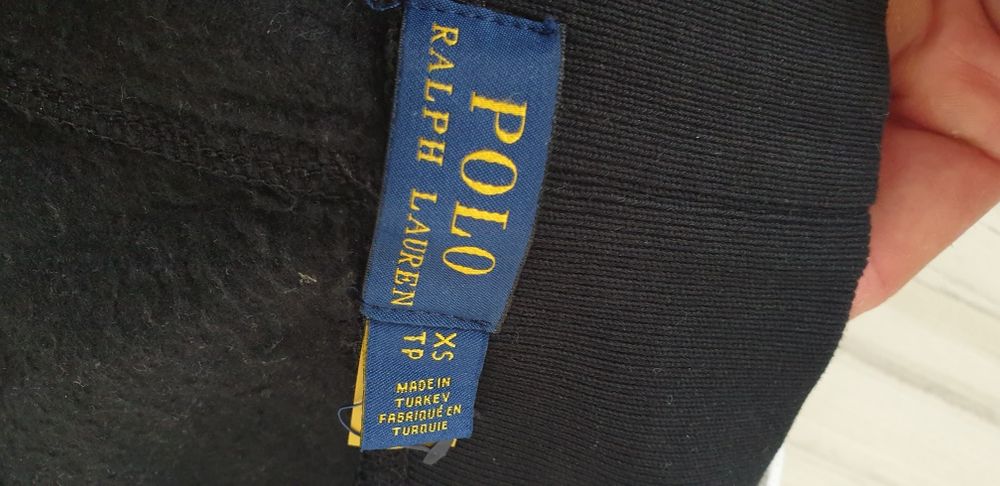 POLO
RALPH LAUREN
XS
TP
MADE IN
TURKEY
FABRIQUÉ EN
TURQUIE